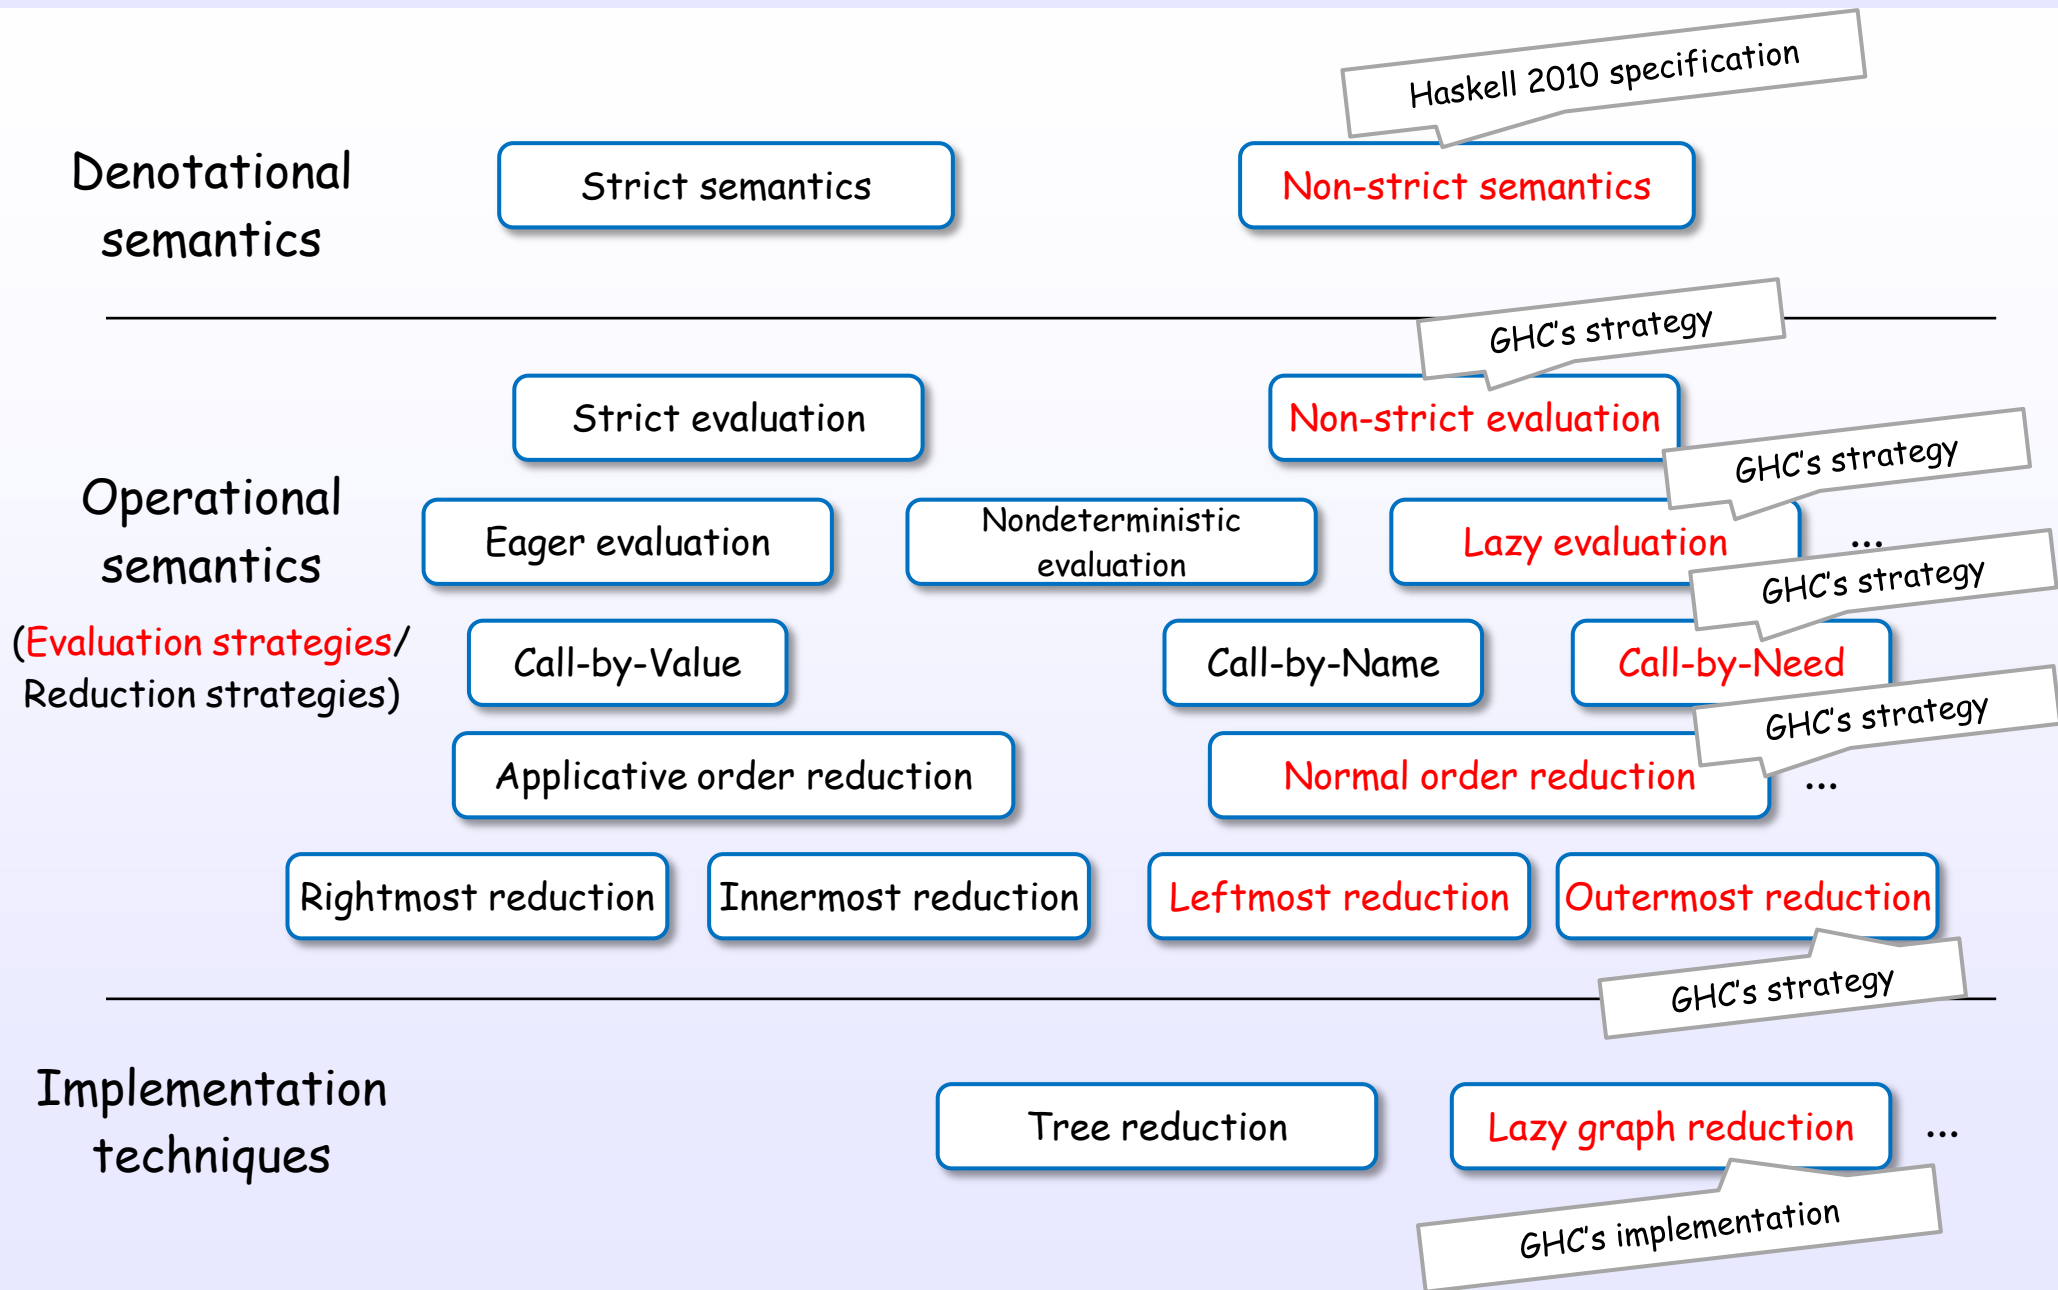 Haskell 2010 specification
Denotational
semantics
Strict semantics
Non-strict semantics
GHC's strategy
Strict evaluation
Non-strict evaluation
GHC's strategy
Operational
semantics
(Evaluation strategies/
Reduction strategies)
Eager evaluation
Nondeterministic
evaluation
Lazy evaluation
...
GHC's strategy
Call-by-Value
Call-by-Name
Call-by-Need
GHC's strategy
Applicative order reduction
Normal order reduction
...
Rightmost reduction
Innermost reduction
Leftmost reduction
Outermost reduction
GHC's strategy
Implementation
techniques
Tree reduction
Lazy graph reduction
...
GHC's implementation